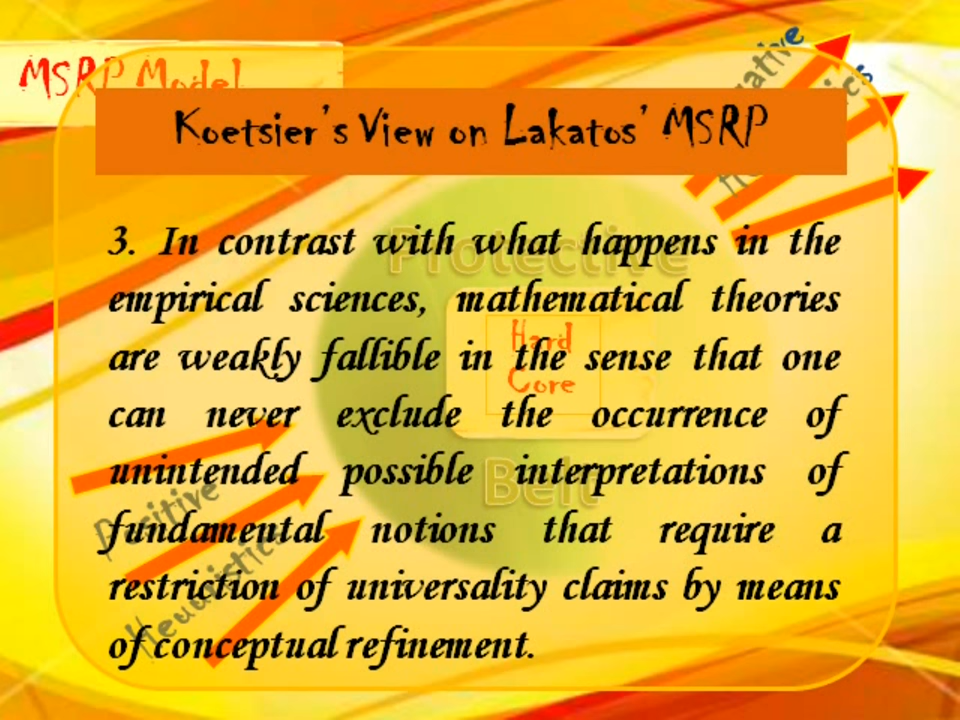 MSRP Model
Koetsier's View on Lakatos' MSRP
3. In contrast with what happens in the
empirical sciences, mathematical theories
are weakly fallible in the sense that one
can never exclude the occurrence of
unintended possible interpretations of
fundamental notions that require a
restriction of universality claims by means
of conceptual refinement.
Protective
Hard
Core
Belt
Positive